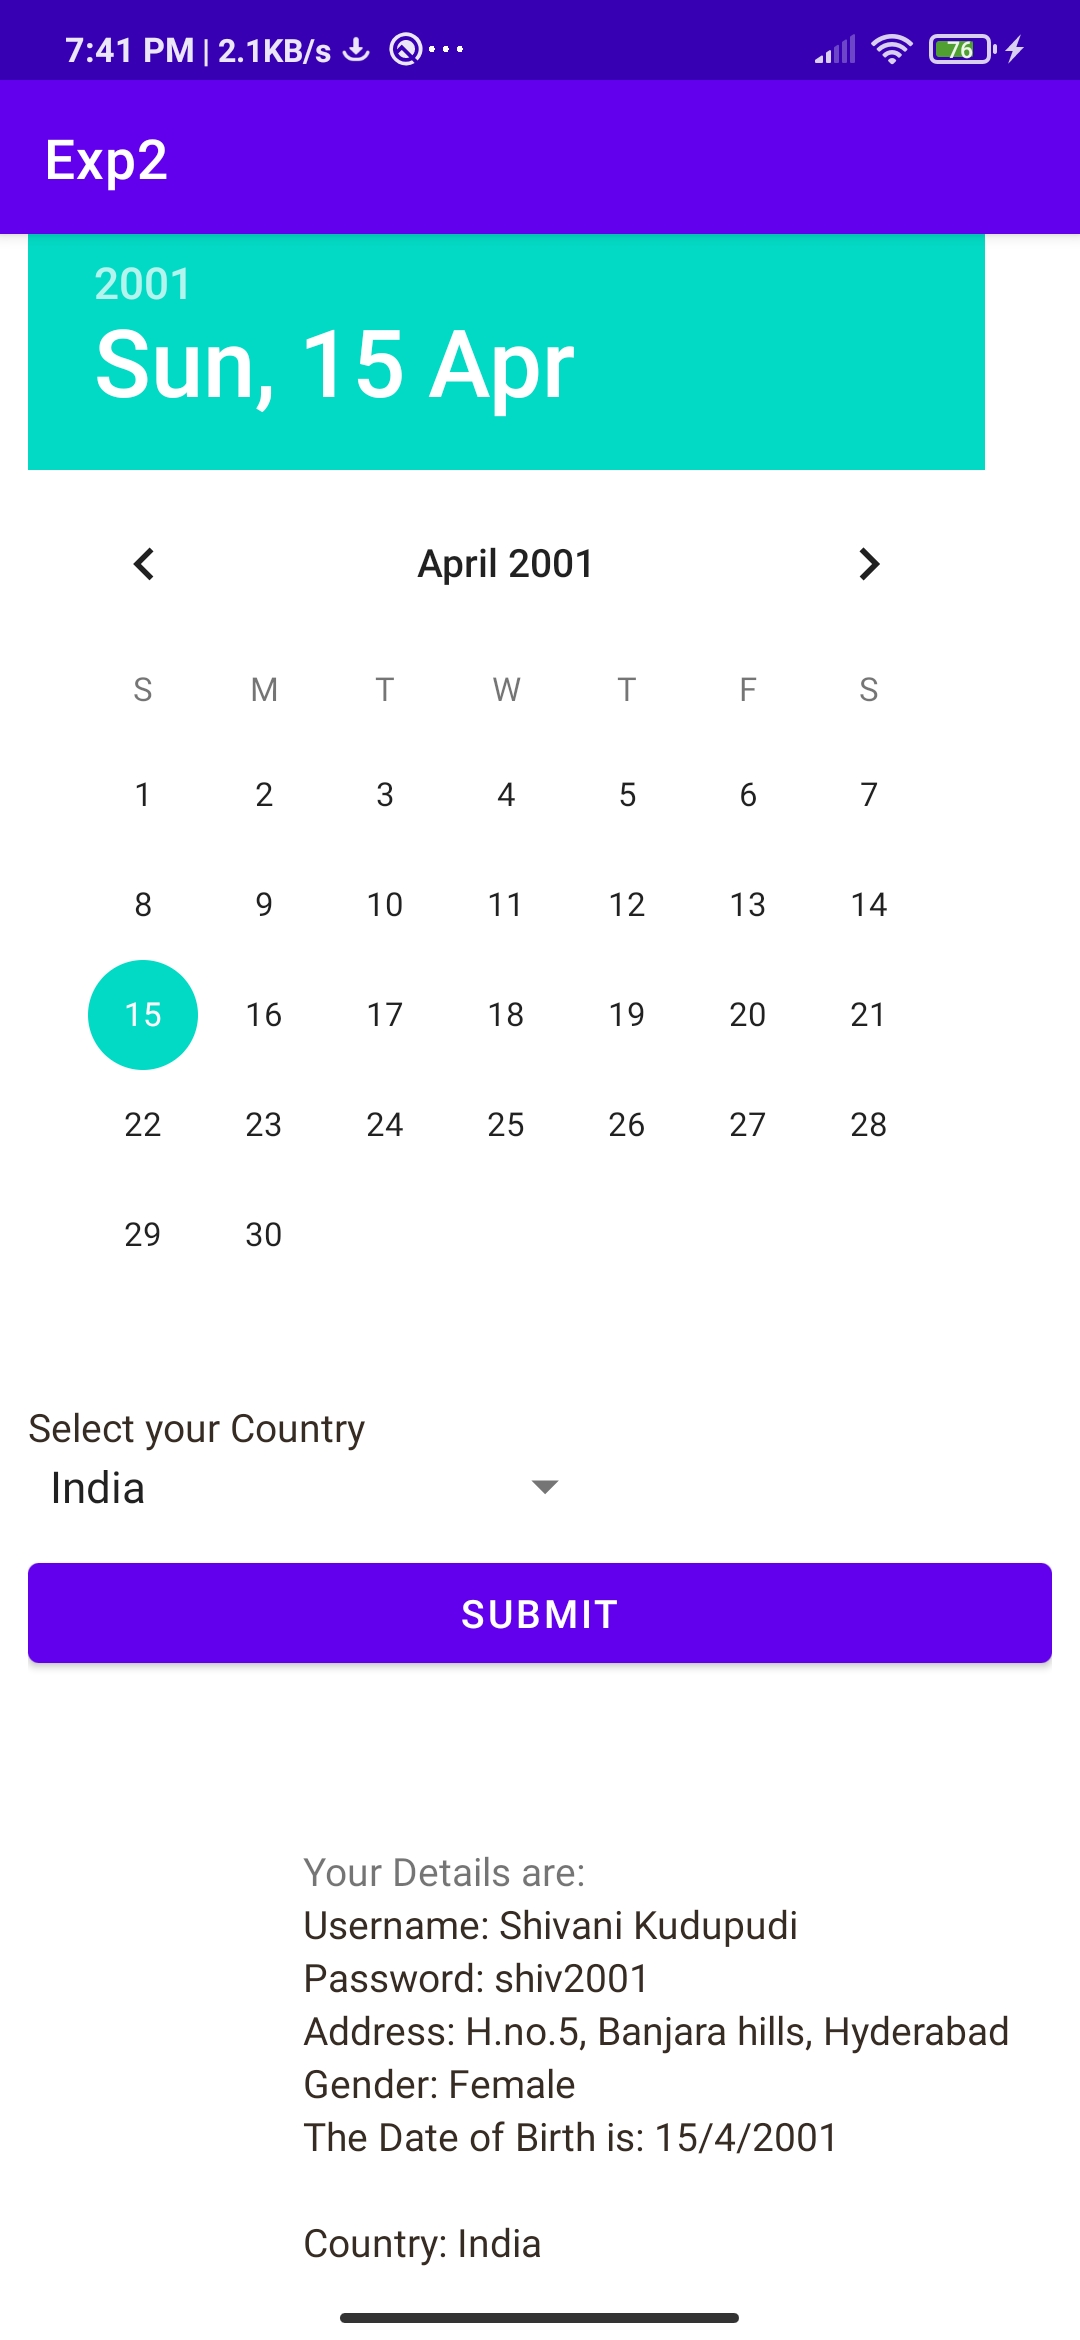 7:41 PM | 2.1KB/s ... 76
Exp2
2001
Sun, 15 Apr
April 2001
S M T W T F S
1 2 3 4 5 6 7
8 9 10 11 12 13 14
15 16 17 18 19 20 21
22 23 24 25 26 27 28
29 30
Select your Country
India
SUBMIT
Your Details are:
Username: Shivani Kudupudi
Password: shiv2001
Address: H.no.5, Banjara hills, Hyderabad
Gender: Female
The Date of Birth is: 15/4/2001
Country: India